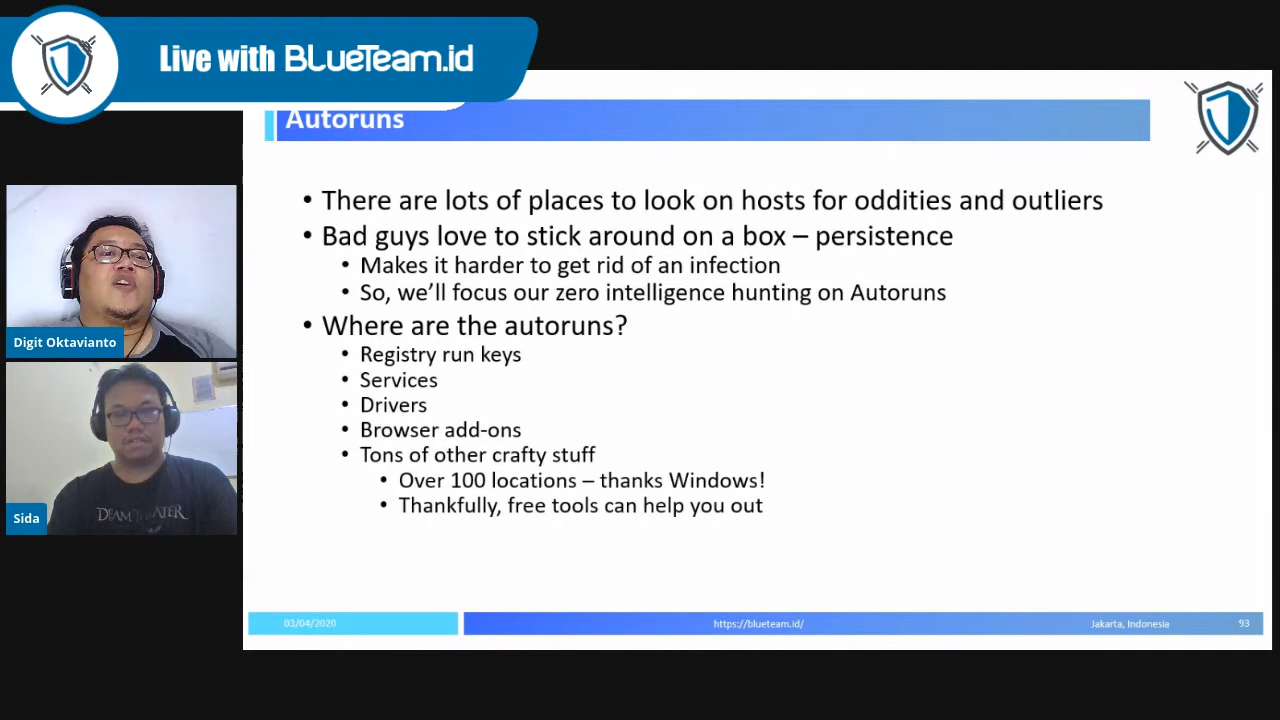 Live with BLUeTeam.id
Autoruns
• There are lots of places to look on hosts for oddities and outliers
• Bad guys love to stick around on a box – persistence
• Makes it harder to get rid of an infection
• So, we'll focus our zero intelligence hunting on Autoruns
• Where are the autoruns?
• Registry run keys
• Services
• Drivers
• Browser add-ons
• Tons of other crafty stuff
• Over 100 locations – thanks Windows!
• Thankfully, free tools can help you out
03/04/2020
https://blueteam.id/
Jakarta, Indonesia
93
Digit Oktavianto
DEAM THEATER
Sida